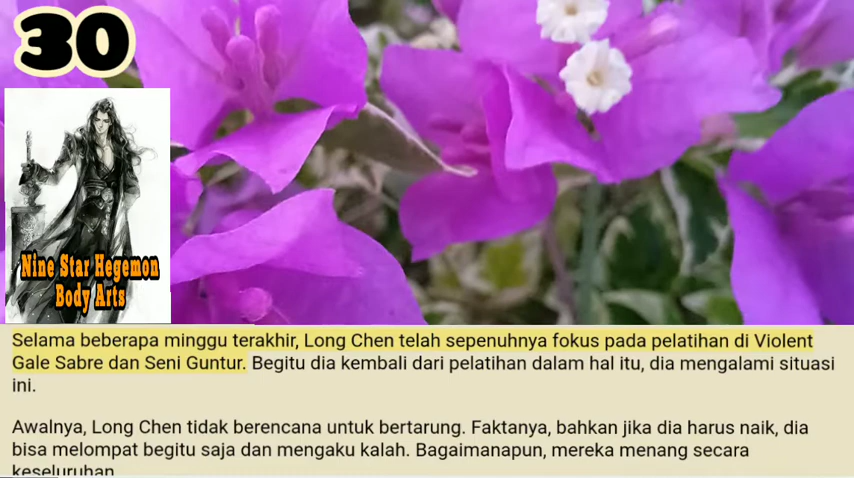 30
Nine Star Hegemon
Body Arts
Selama beberapa minggu terakhir, Long Chen telah sepenuhnya fokus pada pelatihan di Violent
Gale Sabre dan Seni Guntur. Begitu dia kembali dari pelatihan dalam hal itu, dia mengalami situasi
ini.
Awalnya, Long Chen tidak berencana untuk bertarung. Faktanya, bahkan jika dia harus naik, dia
bisa melompat begitu saja dan mengaku kalah. Bagaimanapun, mereka menang secara
keseluruhan